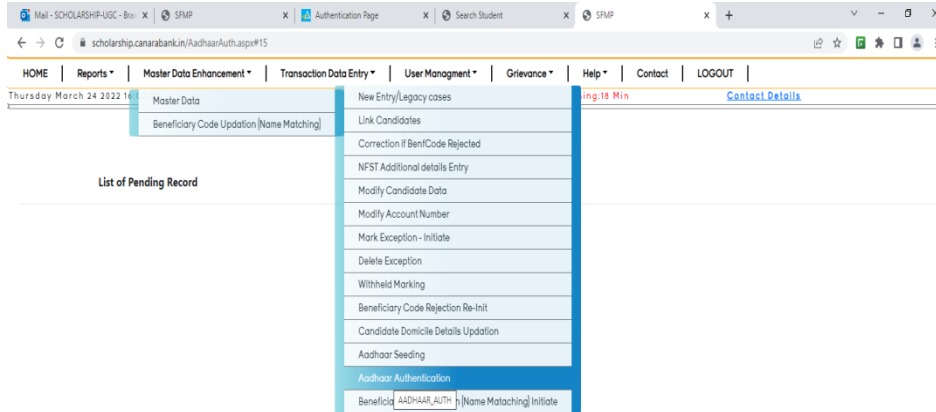 Mail - SCHOLARSHIP-UGC - Bran
SFMP
Authentication Page
Search Student
SFMP
scholarship.canarabank.in/AadhaarAuth.aspx#15
HOME Reports Master Data Enhancement Transaction Data Entry User Managment Grievance Help Contact LOGOUT
Thursday March 24 2022 16: ing:18 Min Contact Details
Master Data
Beneficiary Code Updation (Name Matching)
New Entry/Legacy cases
Link Candidates
Correction if BenfCode Rejected
NFST Additional details Entry
Modify Candidate Data
Modify Account Number
Mark Exception - Initiate
Delete Exception
Withheld Marking
Beneficiary Code Rejection Re-Init
Candidate Domicile Details Updation
Aadhaar Seeding
Aadhaar Authentication
Beneficia AADHAAR_AUTH n (Name Mataching) Initiate
List of Pending Record